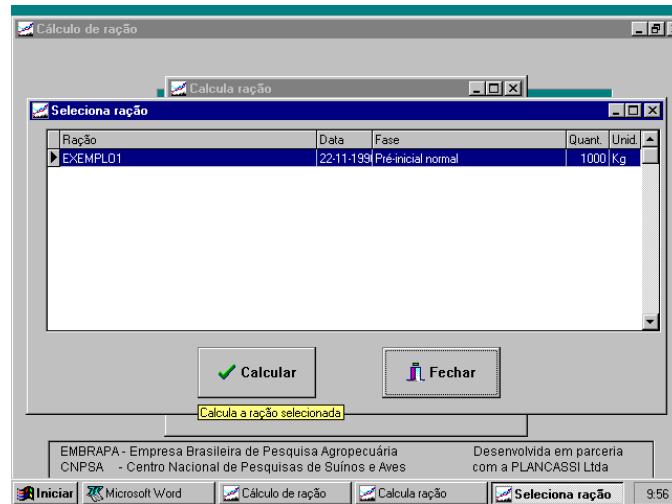 Cálculo de ração
Calcula ração
Seleciona ração
Ração Data Fase Quant. Unid.
EXEMPLO1 22-11-199 Pré-inicial normal 1000 Kg
Calcular Fechar
Calcula a ração selecionada
EMBRAPA - Empresa Brasileira de Pesquisa Agropecuária Desenvolvida em parceria
CNPSA - Centro Nacional de Pesquisas de Suínos e Aves com a PLANCASSI Ltda
Iniciar Microsoft Word Cálculo de ração Calcula ração Seleciona ração 9:56